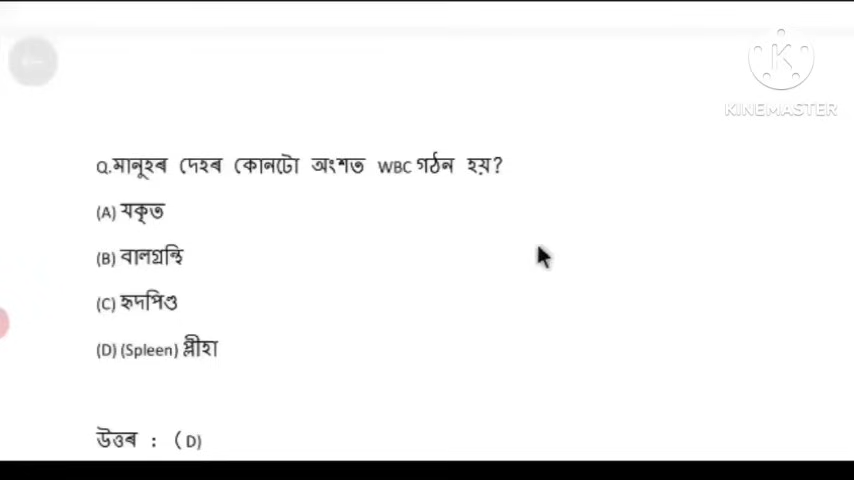 KINEMASTER
Q.মানুহৰ দেহৰ কোনটো অংশত WBC গঠন হয়?
(A) যকৃত
(B) বালগ্ৰন্থি
(C) হৃদপিণ্ড
(D) (Spleen) প্লীহা
উত্তৰ : (D)